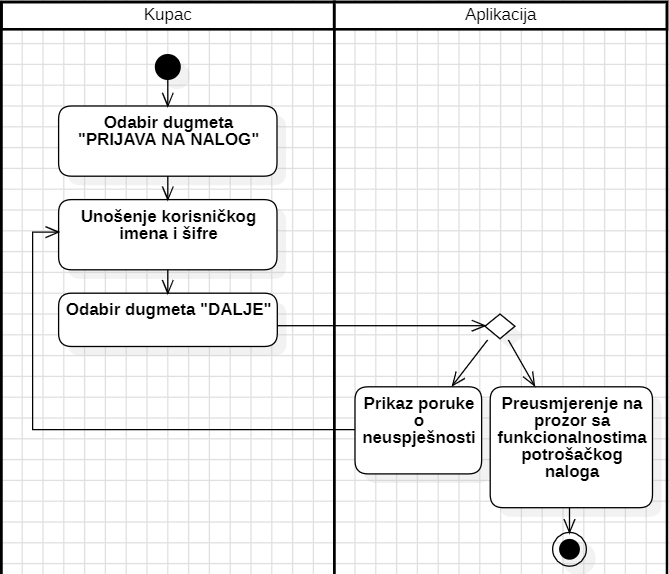 Kupac
Aplikacija
Odabir dugmeta
"PRIJAVA NA NALOG"
Unošenje korisničkog
imena i šifre
Odabir dugmeta "DALJE"
Prikaz poruke
o
neuspješnosti
Preusmjerenje na
prozor sa
funkcionalnostima
potrošačkog
naloga